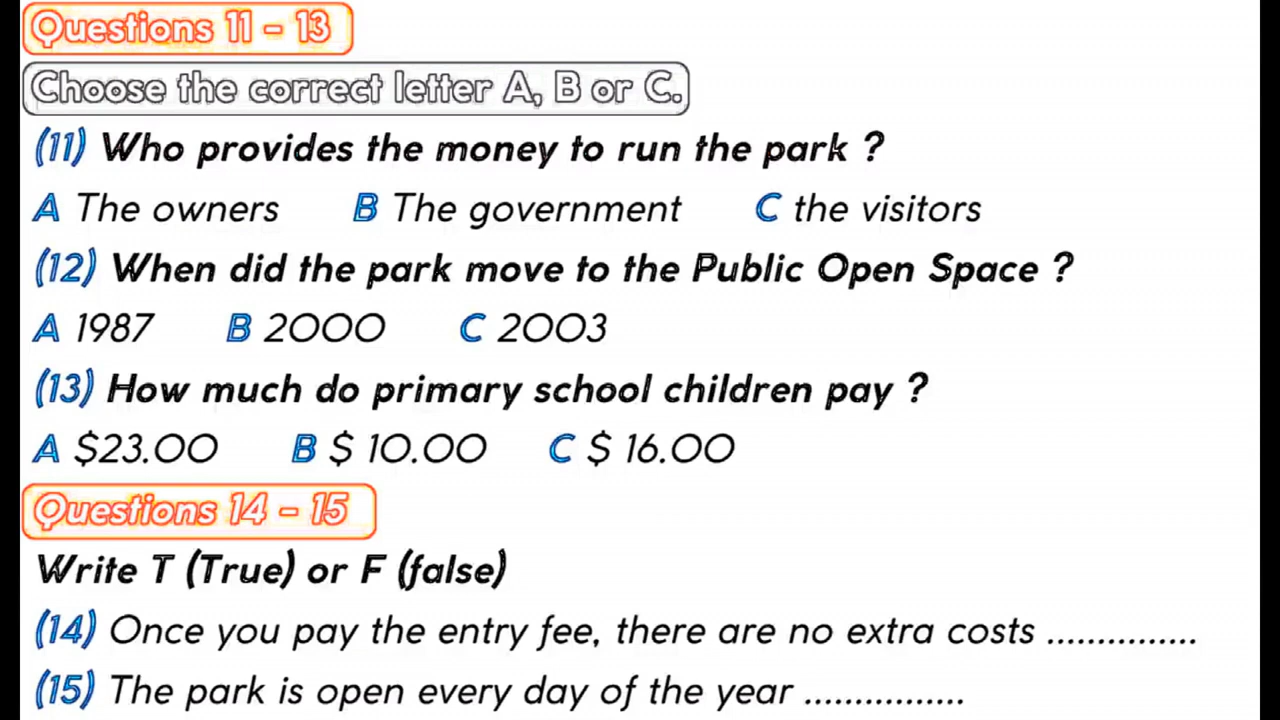 Questions 11 - 13
Choose the correct letter A, B or C.
(11) Who provides the money to run the park ?
A The owners B The government C the visitors
(12) When did the park move to the Public Open Space ?
A 1987 B 2000 C 2003
(13) How much do primary school children pay ?
A $23.00 B $ 10.00 C $ 16.00
Questions 14 - 15
Write T (True) or F (false)
(14) Once you pay the entry fee, there are no extra costs ...............
(15) The park is open every day of the year ................